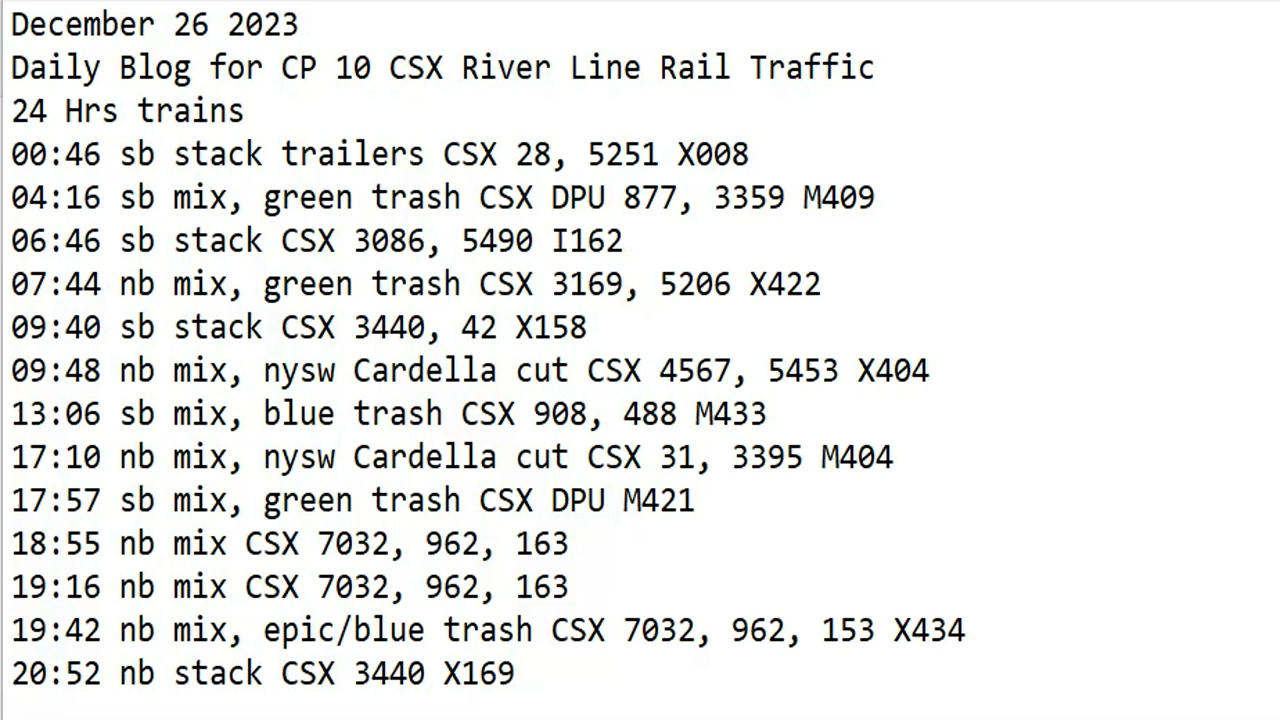 December 26 2023
Daily Blog for CP 10 CSX River Line Rail Traffic
24 Hrs trains
00:46 sb stack trailers CSX 28, 5251 X008
04:16 sb mix, green trash CSX DPU 877, 3359 M409
06:46 sb stack CSX 3086, 5490 I162
07:44 nb mix, green trash CSX 3169, 5206 X422
09:40 sb stack CSX 3440, 42 X158
09:48 nb mix, nysw Cardella cut CSX 4567, 5453 X404
13:06 sb mix, blue trash CSX 908, 488 M433
17:10 nb mix, nysw Cardella cut CSX 31, 3395 M404
17:57 sb mix, green trash CSX DPU M421
18:55 nb mix CSX 7032, 962, 163
19:16 nb mix CSX 7032, 962, 163
19:42 nb mix, epic/blue trash CSX 7032, 962, 153 X434
20:52 nb stack CSX 3440 X169